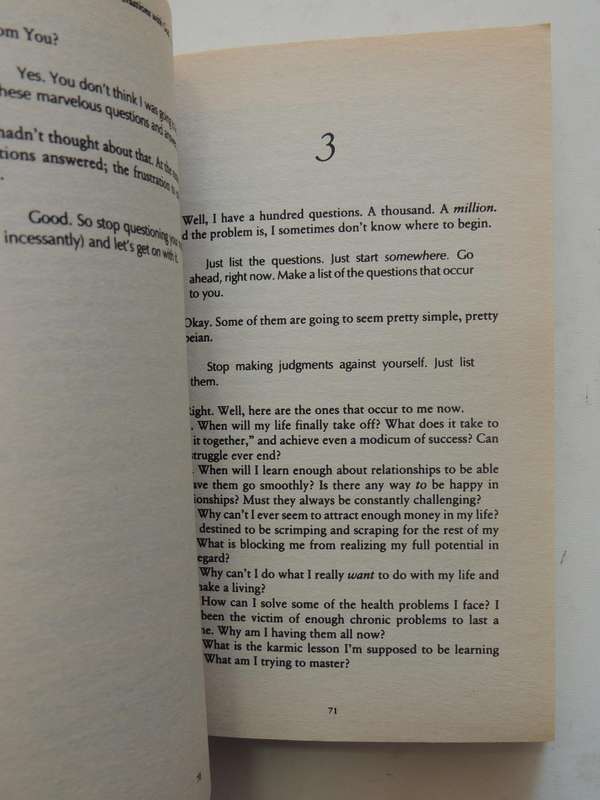 om You?
Yes. You don't think I was going
hese marvelous questions and answer
hadn't thought about that. At the
tions answered; the frustration
Good. So stop questioning
incessantly) and let's get on with it.
3
Well, I have a hundred questions. A thousand. A million.
d the problem is, I sometimes don't know where to begin.
Just list the questions. Just start somewhere. Go
ahead, right now. Make a list of the questions that occur
to you.
Okay. Some of them are going to seem pretty simple, pretty
beian.
Stop making judgments against yourself. Just list
them.
Right. Well, here are the ones that occur to me now.
. When will my life finally take off? What does it take to
it together," and achieve even a modicum of success? Can
struggle ever end?
. When will I learn enough about relationships to be able
ave them go smoothly? Is there any way to be happy in
ionships? Must they always be constantly challenging?
Why can't I ever seem to attract enough money in my life?
destined to be scrimping and scraping for the rest of my
What is blocking me from realizing my full potential in
egard?
Why can't I do what I really want to do with my life and
make a living?
How can I solve some of the health problems I face? I
been the victim of enough chronic problems to last a
me. Why am I having them all now?
What is the karmic lesson I'm supposed to be learning
What am I trying to master?
71